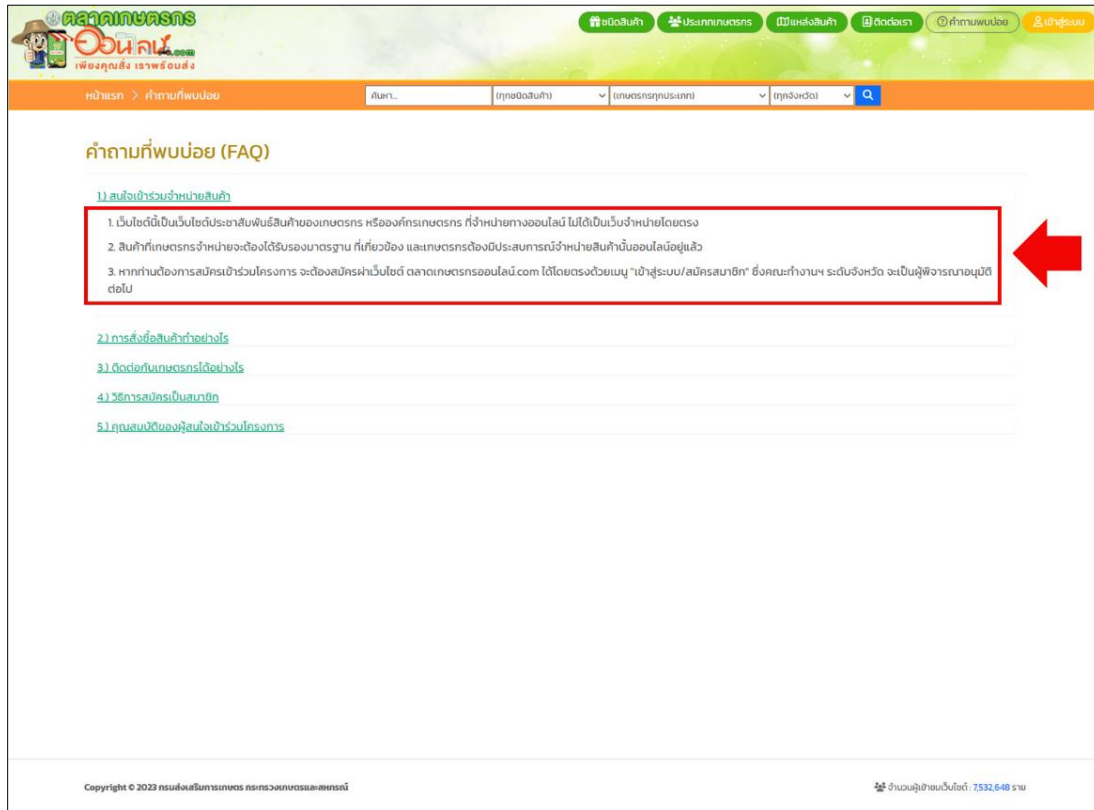 ตลาดเกษตรกร
ออนไลน์.com
เพียงคุณสั่ง เราพร้อมส่ง
ชนิดสินค้า ประเภทเกษตรกร แหล่งสินค้า ติดต่อเรา คำถามพบบ่อย เข้าสู่ระบบ
หน้าแรก > คำถามที่พบบ่อย ค้นหา... (ทุกชนิดสินค้า) (เกษตรกรทุกประเภท) (ทุกจังหวัด)
คำถามที่พบบ่อย (FAQ)
1.) สนใจเข้าร่วมจำหน่ายสินค้า
1. เว็บไซต์นี้เป็นเว็บไซต์ประชาสัมพันธ์สินค้าของเกษตรกร หรือองค์กรเกษตรกร ที่จำหน่ายทางออนไลน์ ไม่ได้เป็นเว็บจำหน่ายโดยตรง
2. สินค้าที่เกษตรกรจำหน่ายจะต้องได้รับรองมาตรฐาน ที่เกี่ยวข้อง และเกษตรกรต้องมีประสบการณ์จำหน่ายสินค้านั้นออนไลน์อยู่แล้ว
3. หากท่านต้องการสมัครเข้าร่วมโครงการ จะต้องสมัครผ่าเว็บไซต์ ตลาดเกษตรกรออนไลน์.com ได้โดยตรงด้วยเมนู "เข้าสู่ระบบ/สมัครสมาชิก" ซึ่งคณะทำงานฯ ระดับจังหวัด จะเป็นผู้พิจารณาอนุมัติ
ต่อไป
2.) การสั่งซื้อสินค้าทำอย่างไร
3.) ติดต่อกับเกษตรกรได้อย่างไร
4.) วิธีการสมัครเป็นสมาชิก
5.) คุณสมบัติของผู้สนใจเข้าร่วมโครงการ
Copyright © 2023 กรมส่งเสริมการเกษตร กระทรวงเกษตรและสหกรณ์ จำนวนผู้เข้าชมเว็บไซต์ : 7,532,648 ราย